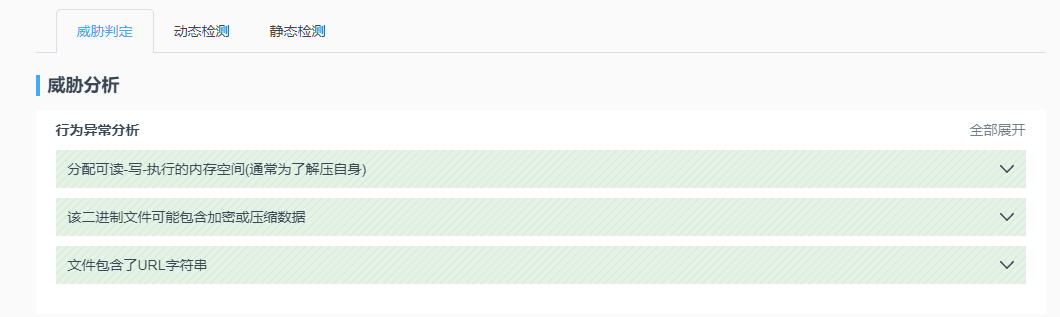 威胁判定 动态检测 静态检测
威胁分析
行为异常分析 全部展开
分配可读-写-执行的内存空间(通常为了解压自身)
该二进制文件可能包含加密或压缩数据
文件包含了URL字符串